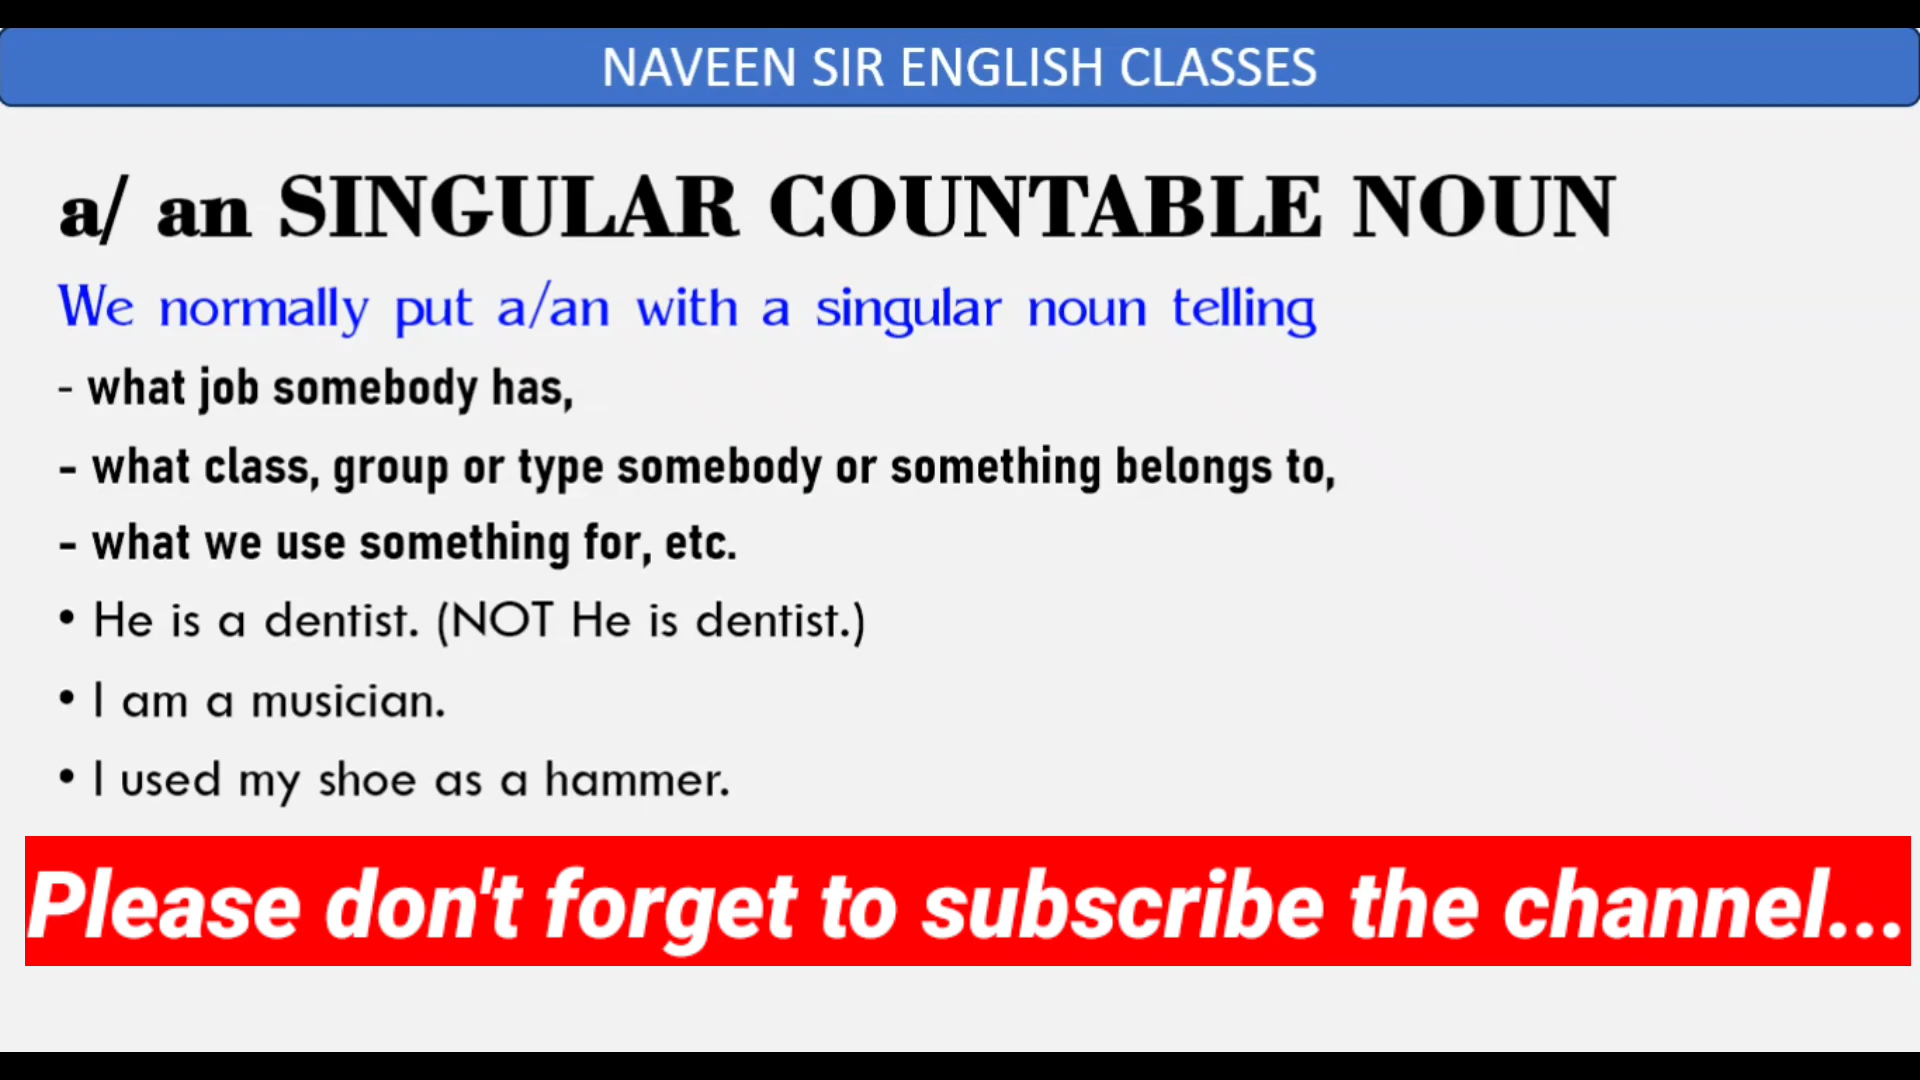 NAVEEN SIR ENGLISH CLASSES
a/ an SINGULAR COUNTABLE NOUN
We normally put a/an with a singular noun telling
- what job somebody has,
- what class, group or type somebody or something belongs to,
- what we use something for, etc.
• He is a dentist. (NOT He is dentist.)
• I am a musician.
• I used my shoe as a hammer.
Please don't forget to subscribe the channel...